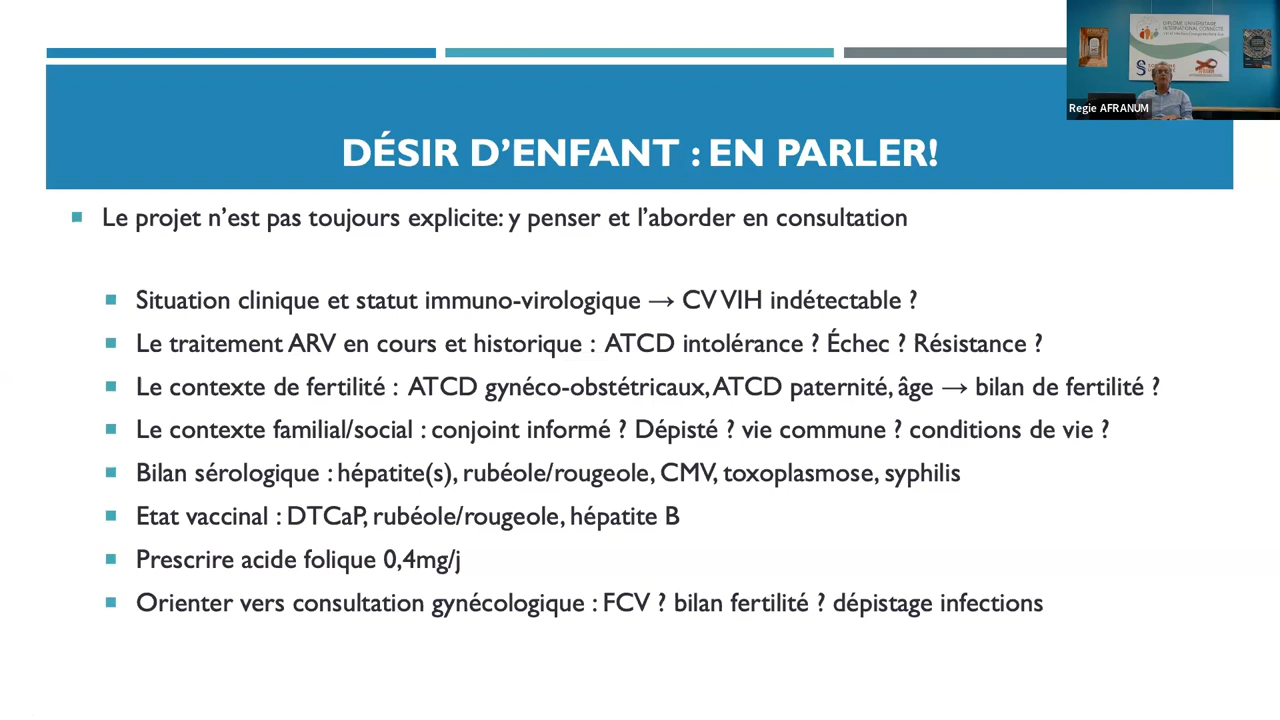 DIPLOME UNIVERSITAIRE
INTERNATIONAL CONNECTE
Regie AFRANUM
DÉSIR D’ENFANT : EN PARLER!
Le projet n’est pas toujours explicite: y penser et l’aborder en consultation
Situation clinique et statut immuno-virologique → CV VIH indétectable ?
Le traitement ARV en cours et historique : ATCD intolérance ? Échec ? Résistance ?
Le contexte de fertilité : ATCD gynéco-obstétricaux, ATCD paternité, âge → bilan de fertilité ?
Le contexte familial/social : conjoint informé ? Dépisté ? vie commune ? conditions de vie ?
Bilan sérologique : hépatite(s), rubéole/rougeole, CMV, toxoplasmose, syphilis
Etat vaccinal : DTCaP, rubéole/rougeole, hépatite B
Prescrire acide folique 0,4mg/j
Orienter vers consultation gynécologique : FCV ? bilan fertilité ? dépistage infections